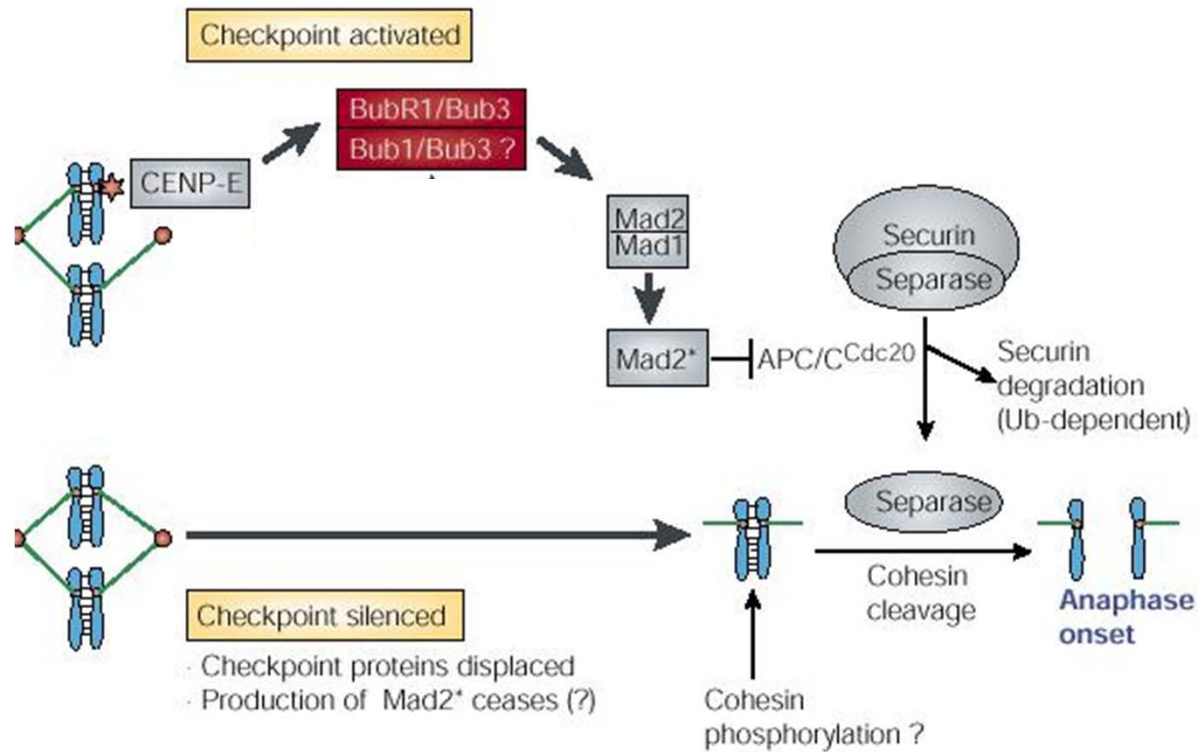 Checkpoint activated
BubR1/Bub3
Bub1/Bub3 ?
CENP-E
Mad2
Mad1
Securin
Separase
Mad2*
APC/CCdc20
Securin
degradation
(Ub-dependent)
Separase
Cohesin
cleavage
Anaphase
onset
Checkpoint silenced
· Checkpoint proteins displaced
· Production of Mad2* ceases (?)
Cohesin
phosphorylation ?